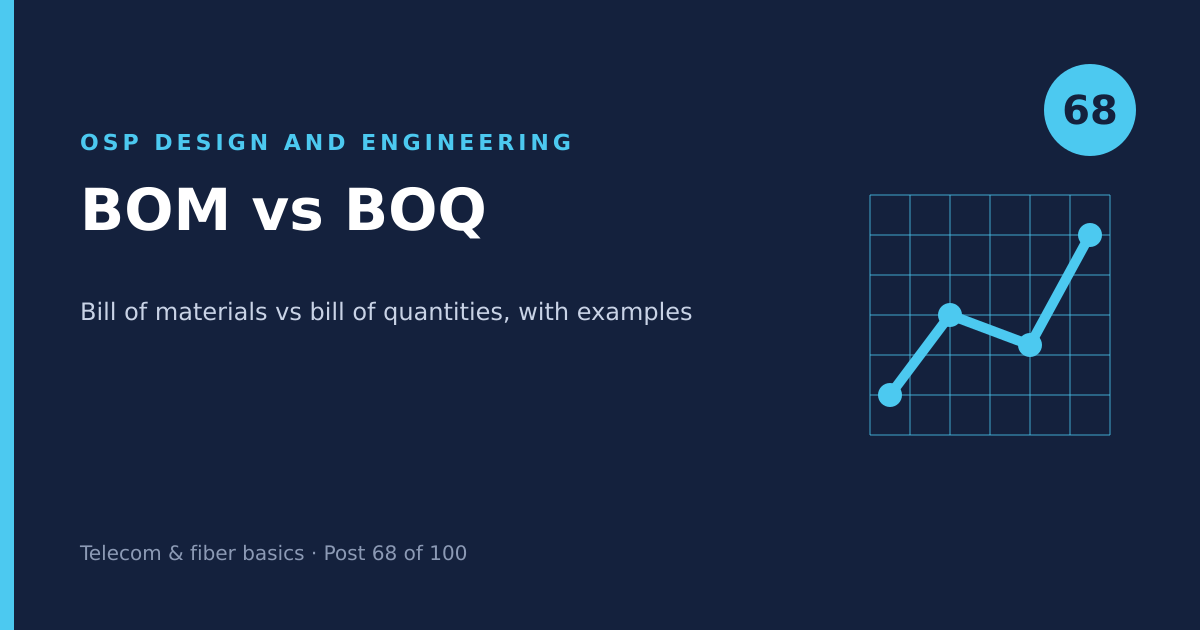 68
OSP DESIGN AND ENGINEERING
BOM vs BOQ
Bill of materials vs bill of quantities, with examples
Telecom & fiber basics · Post 68 of 100